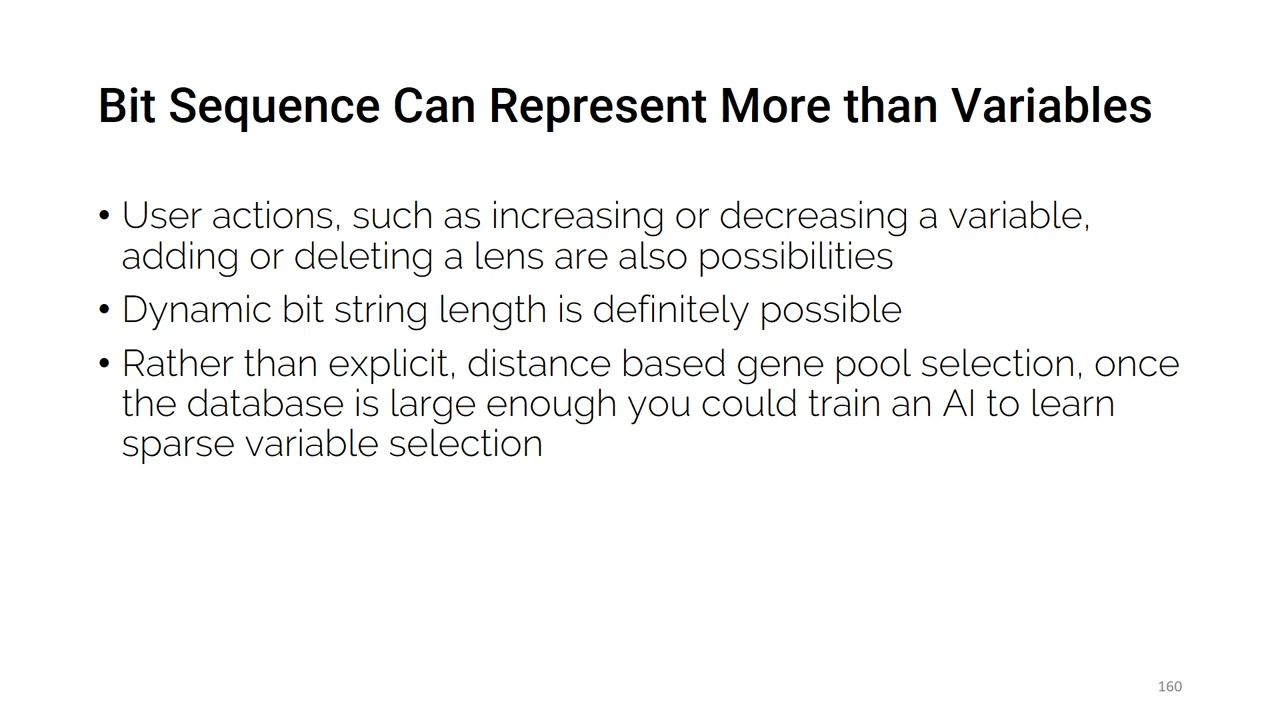 Bit Sequence Can Represent More than Variables
• User actions, such as increasing or decreasing a variable,
adding or deleting a lens are also possibilities
• Dynamic bit string length is definitely possible
• Rather than explicit, distance based gene pool selection, once
the database is large enough you could train an AI to learn
sparse variable selection
160